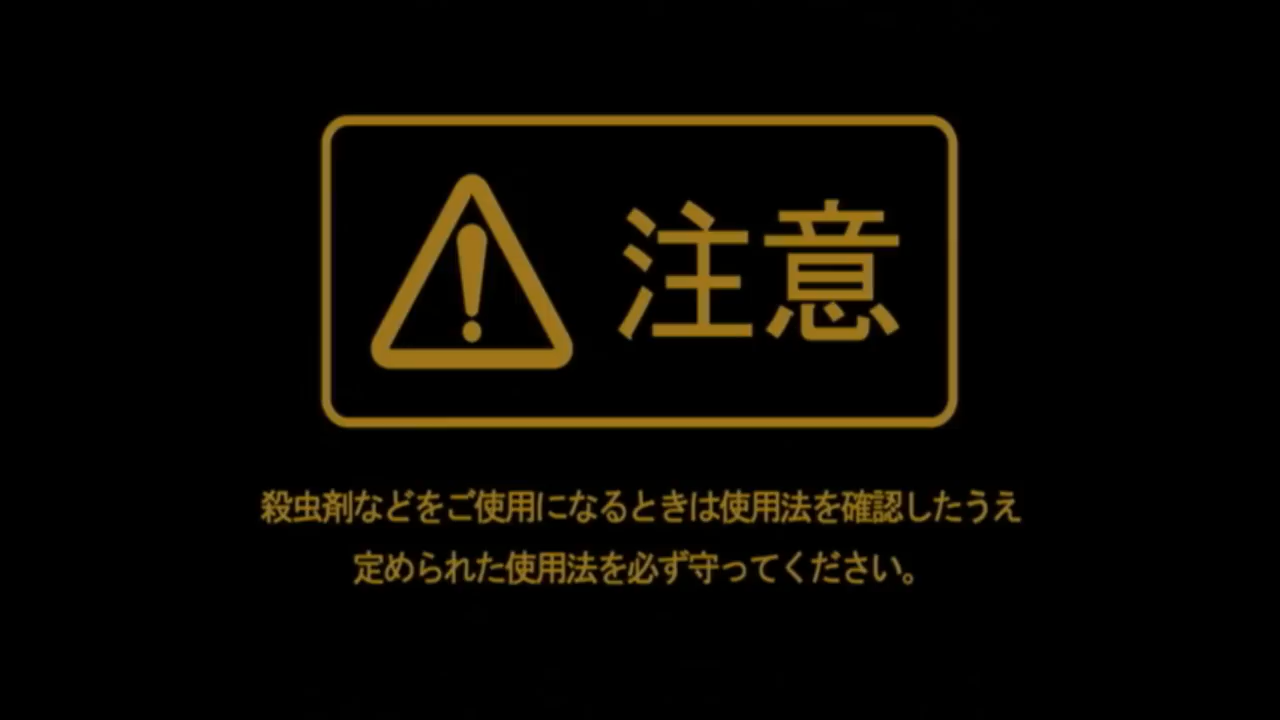 注意
殺虫剤などをご使用になるときは使用法を確認したうえ
定められた使用法を必ず守ってください。